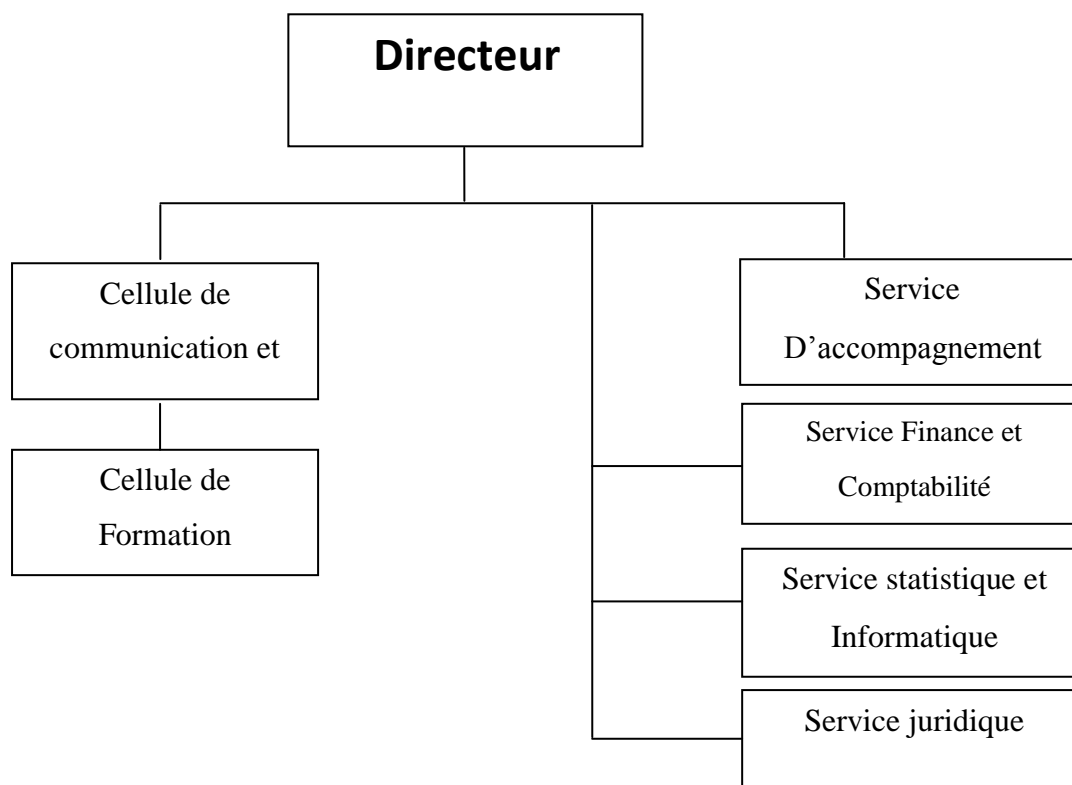 Directeur
Cellule de
communication et
Cellule de
Formation
Service
D’accompagnement
Service Finance et
Comptabilité
Service statistique et
Informatique
Service juridique